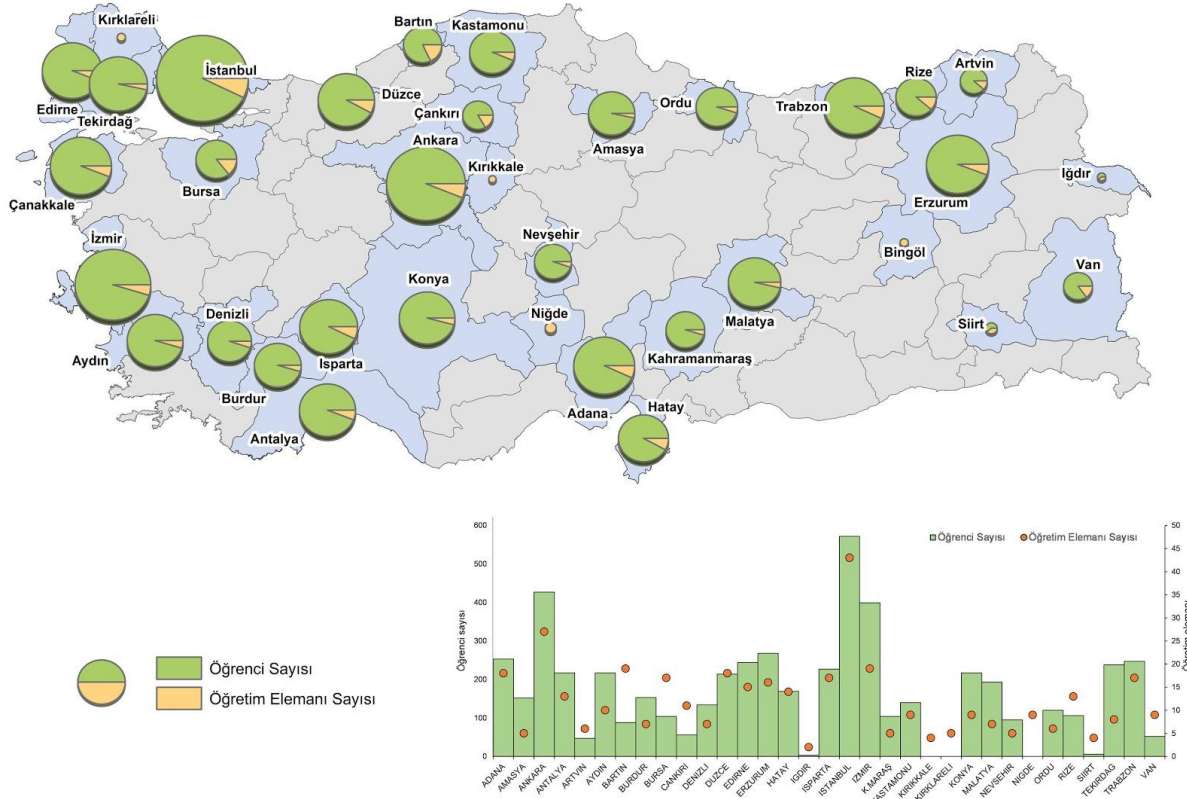 Kırklareli
Bartın
Kastamonu
İstanbul
Edirne
Tekirdağ
Düzce
Çankırı
Amasya
Ordu
Trabzon
Rize
Artvin
Çanakkale
Bursa
Ankara
Kırıkkale
Erzurum
Iğdır
İzmir
Nevşehir
Bingöl
Konya
Van
Denizli
Niğde
Malatya
Siirt
Aydın
Isparta
Kahramanmaraş
Burdur
Antalya
Adana
Hatay
Öğrenci Sayısı
Öğretim Elemanı Sayısı
Öğrenci Sayısı
Öğretim Elemanı Sayısı
Öğrenci sayısı
600
500
400
300
200
100
0
50
45
40
35
30
25
20
15
10
5
0
Öğretim elemanı
ADANA
AMASYA
ANKARA
ANTALYA
ARTVIN
AYDIN
BARTIN
BURDUR
BURSA
CANKIRI
DENIZLI
DUZCE
EDIRNE
ERZURUM
HATAY
IGDIR
ISPARTA
ISTANBUL
IZMIR
K.MARAŞ
KASTAMONU
KIRIKKALE
KIRKLARELI
KONYA
MALATYA
NEVSEHIR
NIGDE
ORDU
RIZE
SIIRT
TEKIRDAG
TRABZON
VAN